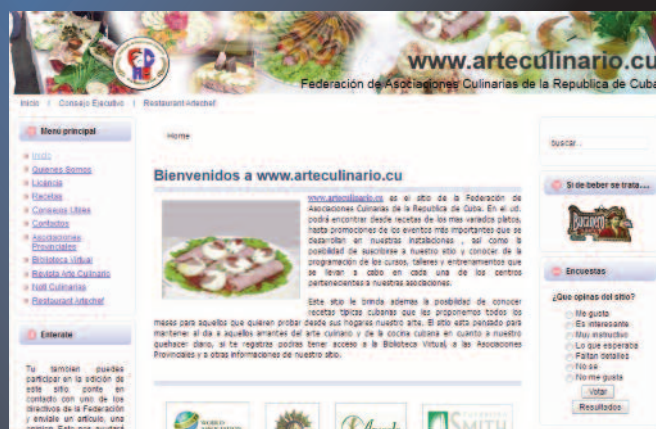 www.arteculinario.cu
Federación de Asociaciones Culinarias de la Republica de Cuba
Inicio | Consejo Ejecutivo | Restaurant Artechef
Menú principal
Inicio
Quienes Somos
Licencia
Recetas
Consejos Utiles
Contactos
Asociaciones
Provinciales
Biblioteca Virtual
Revista Arte Culinario
Noti Culinarias
Restaurant Artechef
Enterate
Tu tambien puedes
participar en la edición de
este sitio ponte en
contacto con uno de los
directivos de la Federación
y enviale un articulo, una
Home
Bienvenidos a www.arteculinario.cu
www.arteculinario.cu es el sitio de la Federación de
Asociaciones Culinarias de la Republica de Cuba. En el ud.
podrá encontrar desde recetas de los mas variados platos,
hasta promociones de los eventos más importantes que se
desarrollan en nuestras instalaciones , así como la
posibilidad de suscribirse a nuestro sitio y conocer de la
programación de los cursos, talleres y entrenamientos que
se llevan a cabo en cada una de los centros
pertenecientes a nuestras asociaciones.
Este sitio le brinda ademas la posibilidad de conocer
recetas típicas cubanas que les proponemos todos los
meses para aquellos que quieren probar desde sus hogares nuestro arte. El sitio esta pensado para
mantener al dia a aquellos amantes del arte culinario y de la cocina cubana en cuanto a nuestro
quehacer diario, si te registras podras tener acceso a la Biblioteca Virtual, a las Asociaciones
Provinciales y a otras informaciones de nuestro sitio.
buscar...
Si de beber se trata....
Bucanero
Encuestas
¿Que opinas del sitio?
Me gusta
Es interesante
Muy instructivo
Lo que esperaba
Faltan detalles
No se
No me gusta
Votar
Resultados
WORLD
SMITH